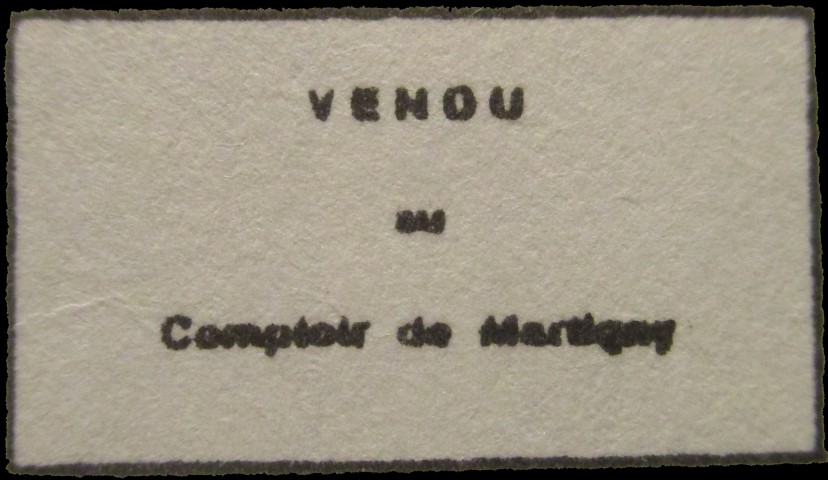 VENDU
au
Comptoir de Martigny